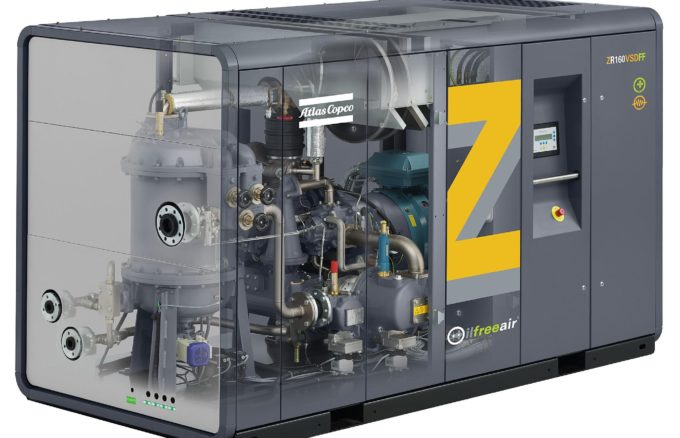 ZR160VSDFF
Atlas Copco
Z
oilfreeair